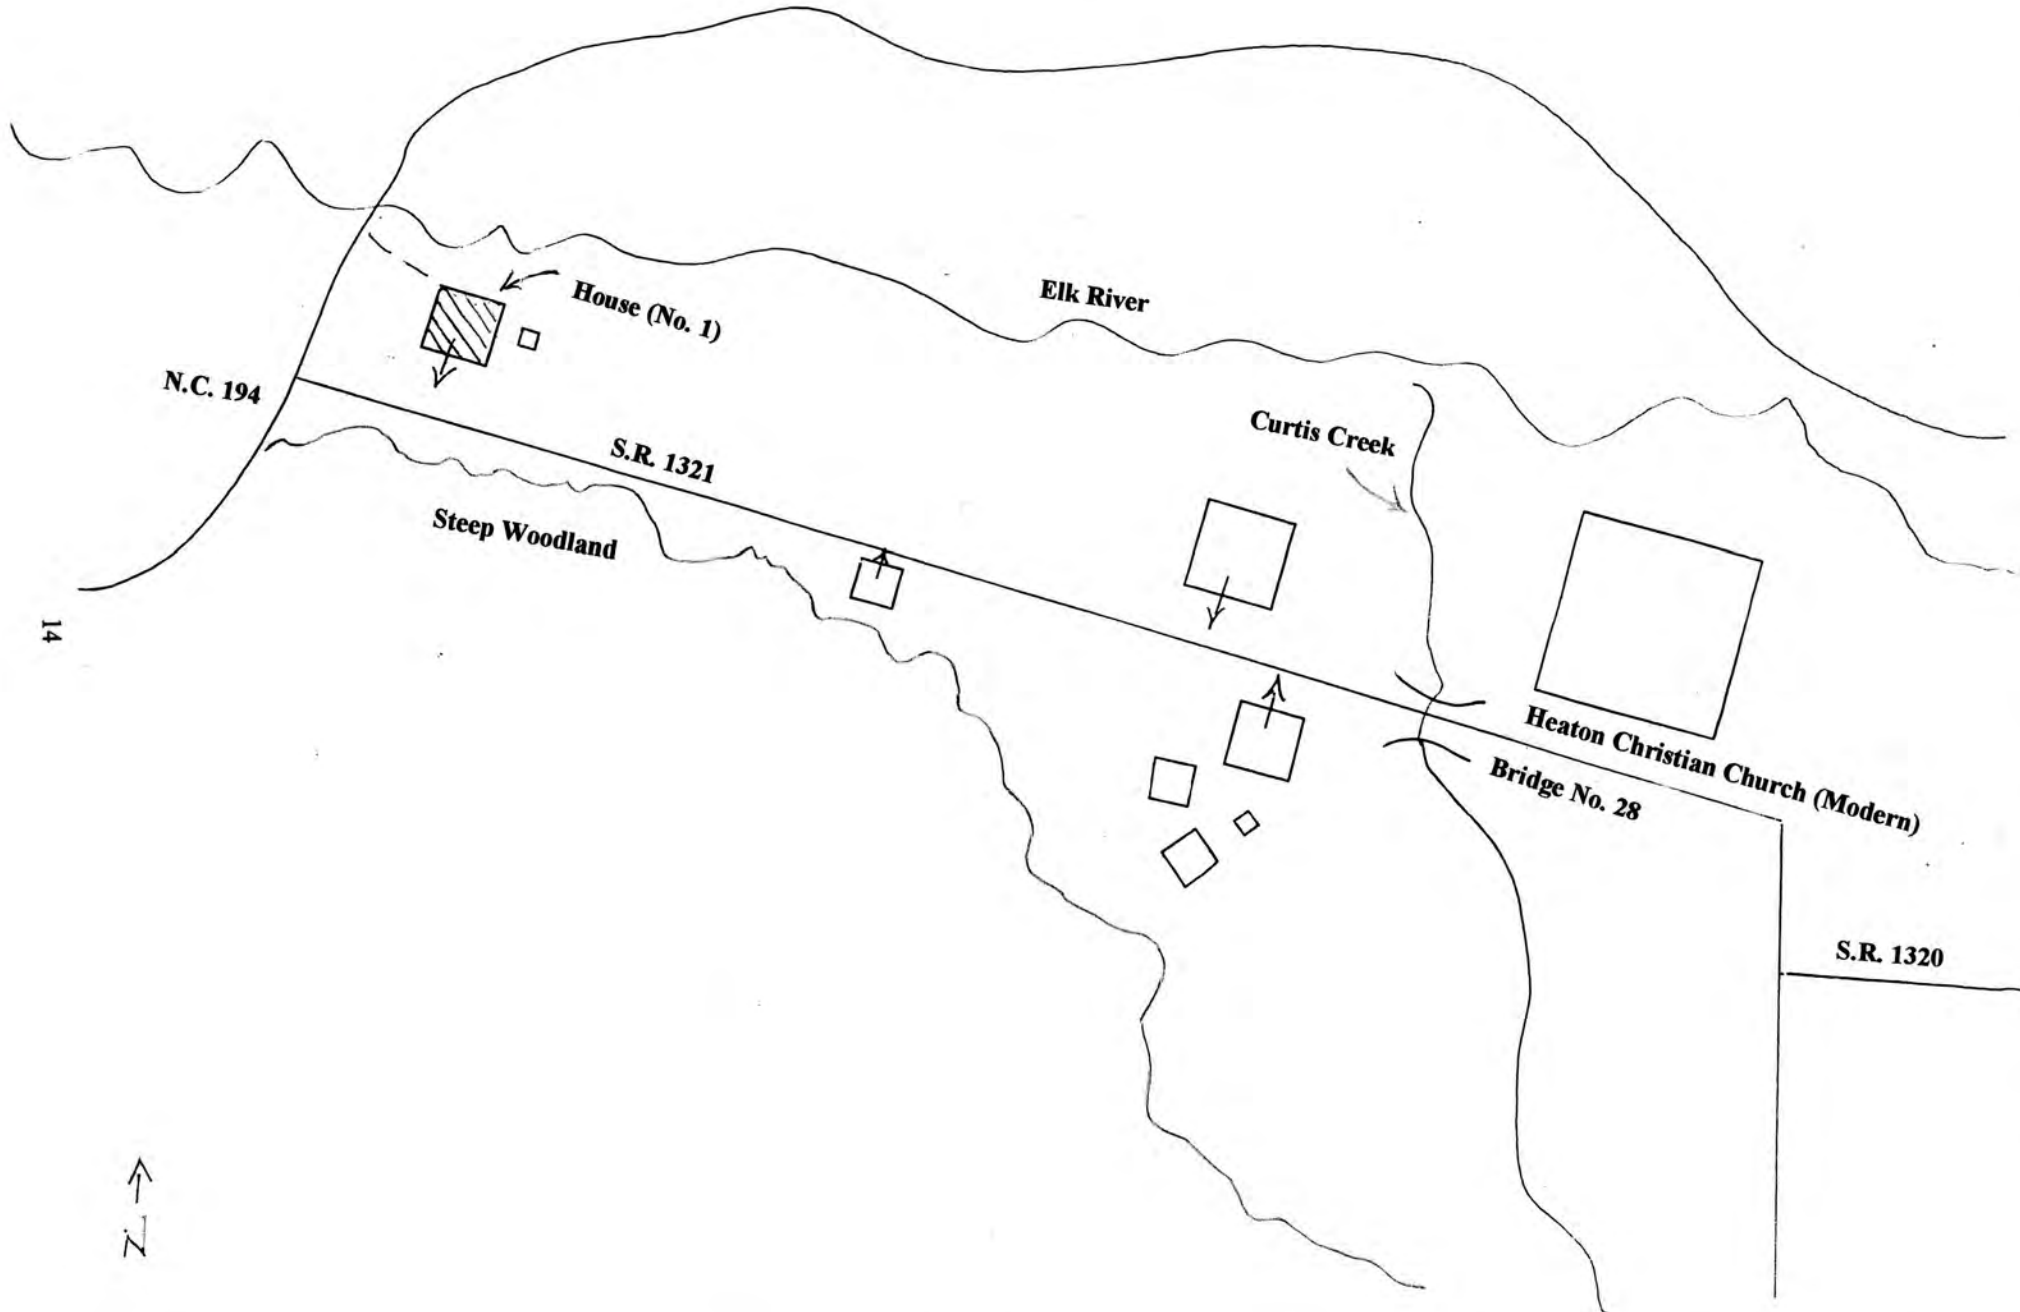 Elk River
House (No. 1)
N.C. 194
Curtis Creek
S.R. 1321
Steep Woodland
14
Heaton Christian Church (Modern)
Bridge No. 28
S.R. 1320
N